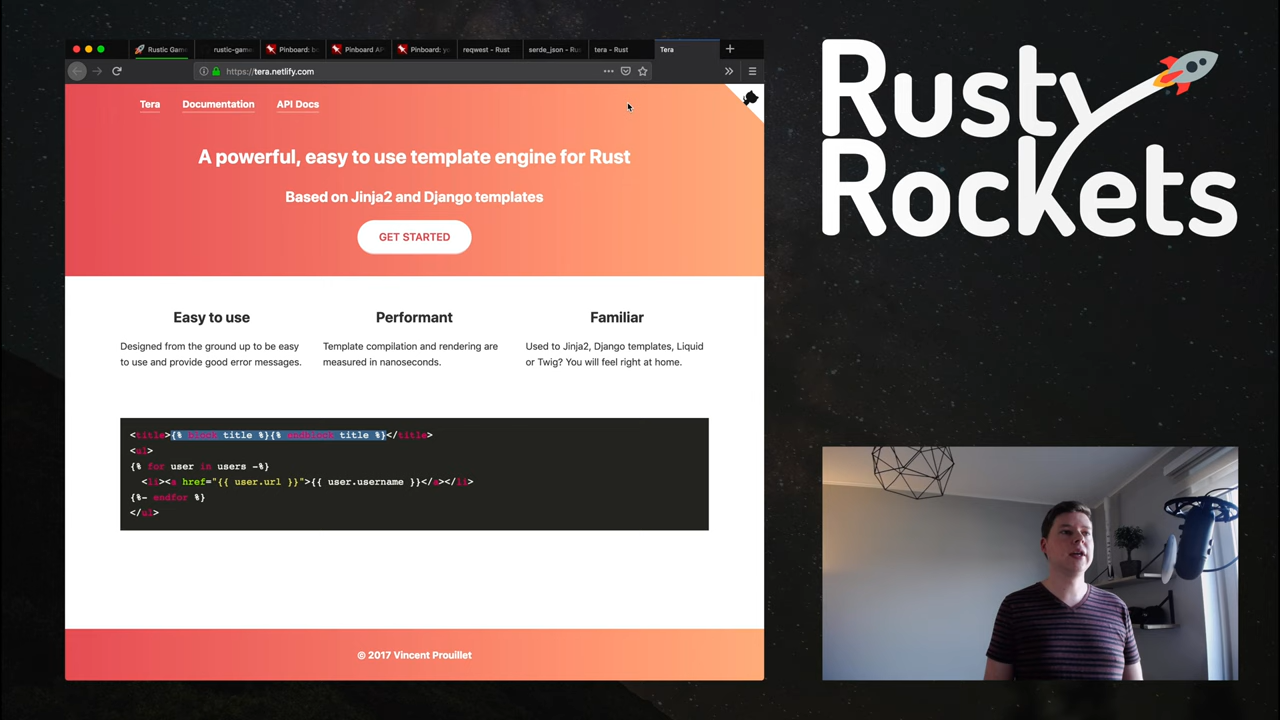 Rustic Gam
rustic-game
Pinboard: bo
Pinboard AP
Pinboard: yo
reqwest - Rust
serde_json - Rus
tera - Rust
Tera
https://tera.netlify.com
Tera Documentation API Docs
A powerful, easy to use template engine for Rust
Based on Jinja2 and Django templates
GET STARTED
Easy to use
Designed from the ground up to be easy
to use and provide good error messages.
Performant
Template compilation and rendering are
measured in nanoseconds.
Familiar
Used to Jinja2, Django templates, Liquid
or Twig? You will feel right at home.
<title>{% block title %}{% endblock title %}</title>
<ul>
{% for user in users -%}
<li><a href="{{ user.url }}">{{ user.username }}</a></li>
{%- endfor %}
</ul>
© 2017 Vincent Prouillet
Rusty
Rockets